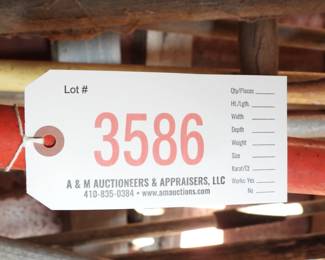 Lot #
3586
A & M AUCTIONEERS & APPRAISERS, LLC
410-835-0384 • www.amauctions.com
Qty/Pieces
Ht./Lgth.
Width
Depth
Weight
Size
Karat/Ct
Works: Yes
No